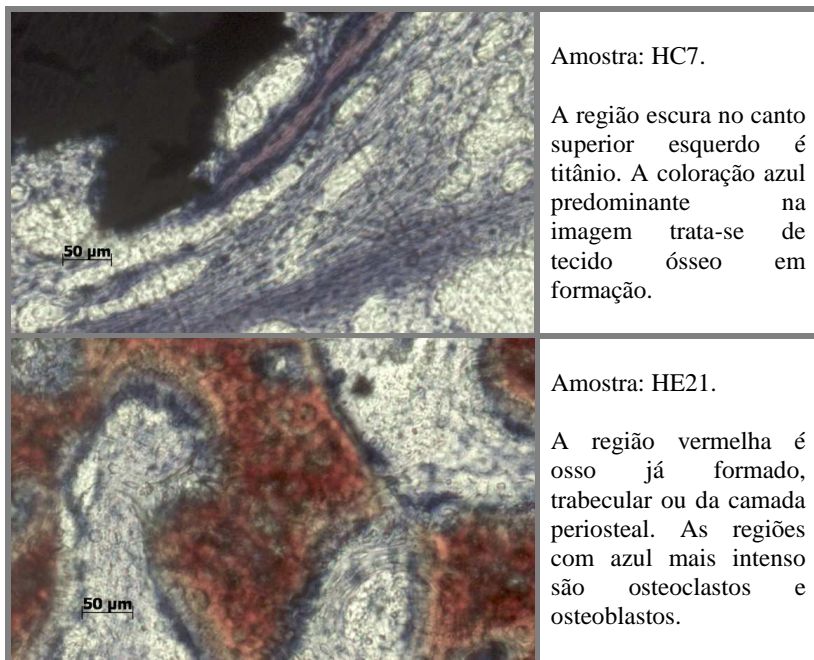 50 µm
Amostra: HC7.
A região escura no canto
superior esquerdo é
titânio. A coloração azul
predominante na
imagem trata-se de
tecido ósseo em
formação.
50 µm
Amostra: HE21.
A região vermelha é
osso já formado,
trabecular ou da camada
periosteal. As regiões
com azul mais intenso
são osteoclastos e
osteoblastos.